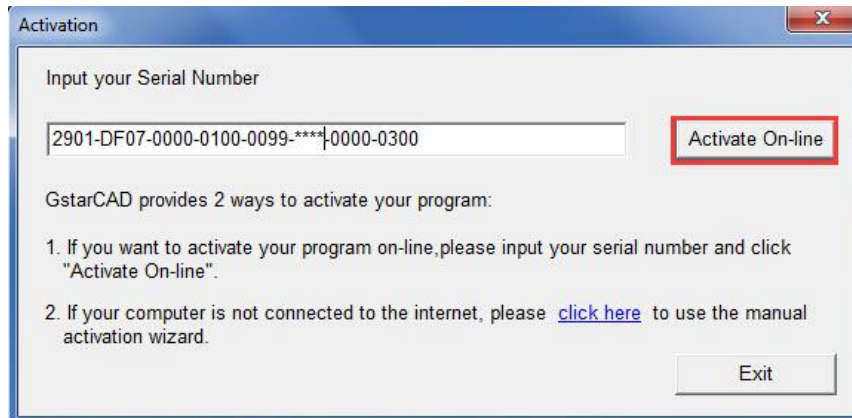 Activation
Input your Serial Number
2901-DF07-0000-0100-0099-****-0000-0300
Activate On-line
GstarCAD provides 2 ways to activate your program:
1. If you want to activate your program on-line,please input your serial number and click
"Activate On-line".
2. If your computer is not connected to the internet, please click here to use the manual
activation wizard.
Exit